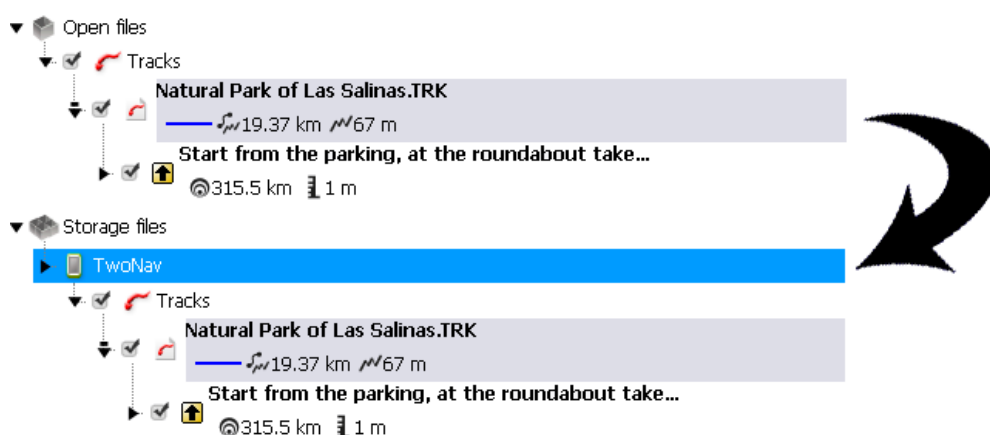 Open files
Tracks
Natural Park of Las Salinas.TRK
19.37 km 67 m
Start from the parking, at the roundabout take...
315.5 km 1 m
Storage files
TwoNav
Tracks
Natural Park of Las Salinas.TRK
19.37 km 67 m
Start from the parking, at the roundabout take...
315.5 km 1 m